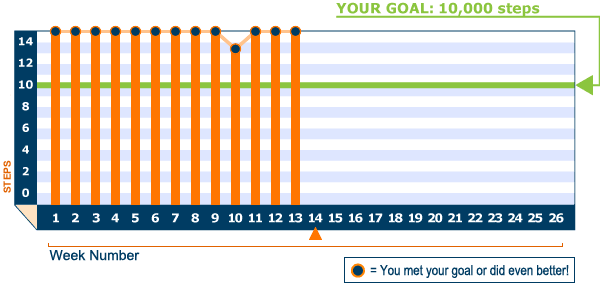 YOUR GOAL: 10,000 steps
14
12
10
8
6
4
2
0
STEPS
1 2 3 4 5 6 7 8 9 10 11 12 13 14 15 16 17 18 19 20 21 22 23 24 25 26
Week Number
= You met your goal or did even better!